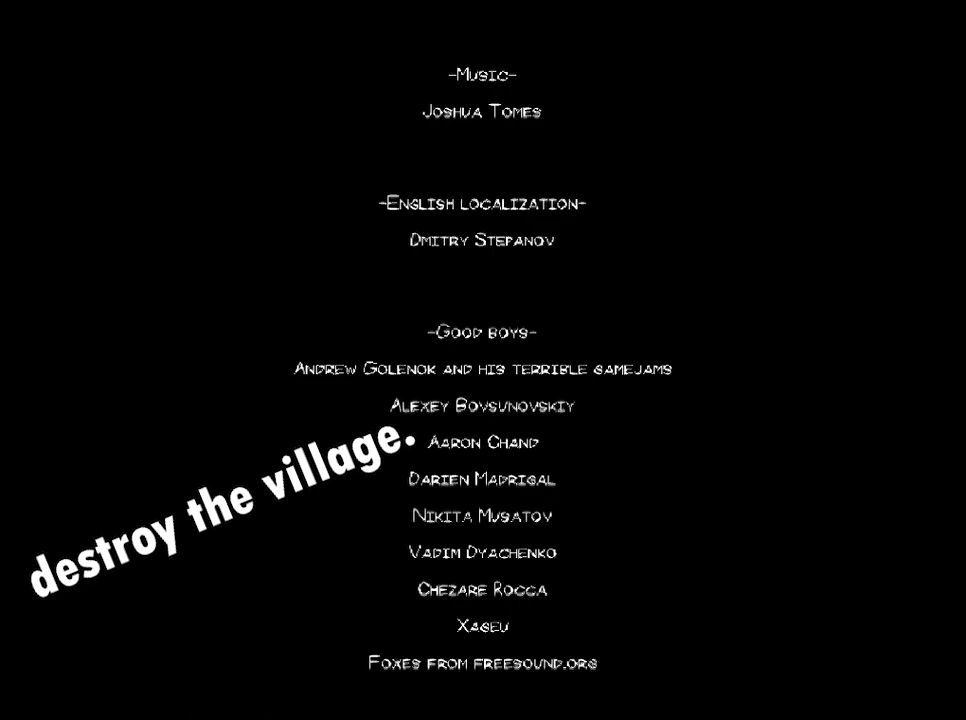 -Music-
Joshua Tomes
-English localization-
Dmitry Stepanov
-Good boys-
Andrew Golenok and his terrible gamejams
Alexey Bovsunovskiy
Aaron Chand
Darien Madrigal
Nikita Musatov
Vadim Dyachenko
Chezare Rocca
Xageu
Foxes from freesound.org
destroy the village.